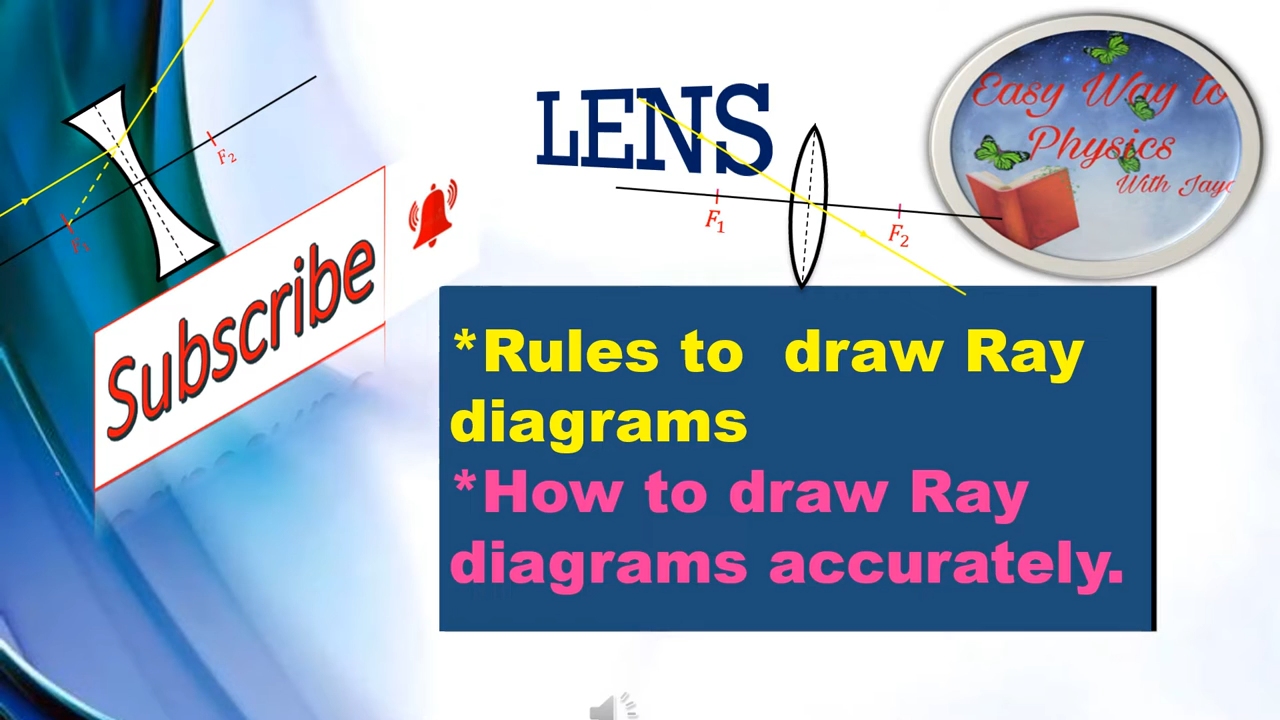 LENS
Easy Way to
Physics
With
F₂
F₁
F₁
F₂
Subscribe
*Rules to draw Ray
diagrams
*How to draw Ray
diagrams accurately.